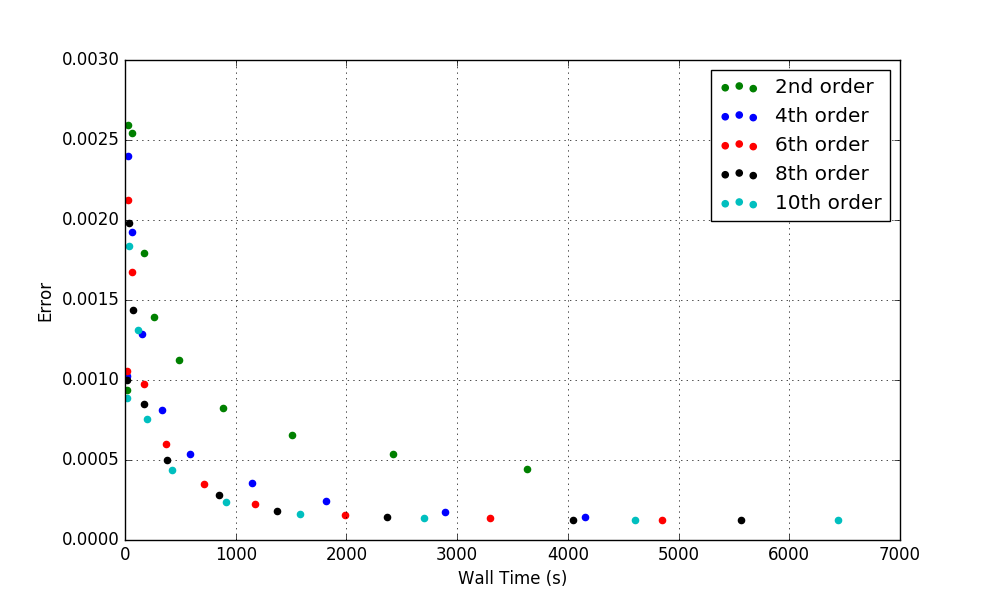 0.0030
0.0025
0.0020
0.0015
0.0010
0.0005
0.0000
Error
0 1000 2000 3000 4000 5000 6000 7000
Wall Time (s)
2nd order
4th order
6th order
8th order
10th order